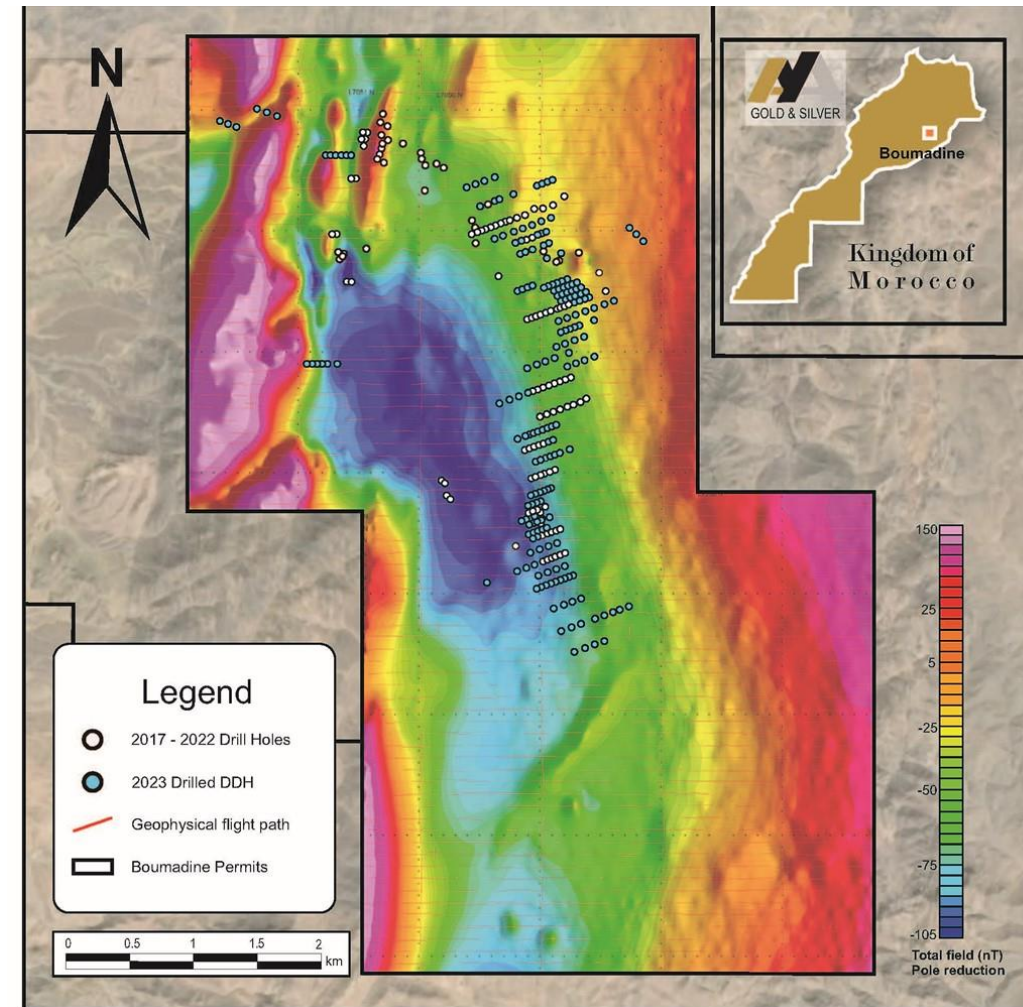 N
AYA
GOLD & SILVER
Boumadine
Kingdom of
Morocco
150
25
5
-25
-50
-75
-105
Total field (nT)
Pole reduction
Legend
2017 - 2022 Drill Holes
2023 Drilled DDH
Geophysical flight path
Boumadine Permits
0 0.5 1 1.5 2
km